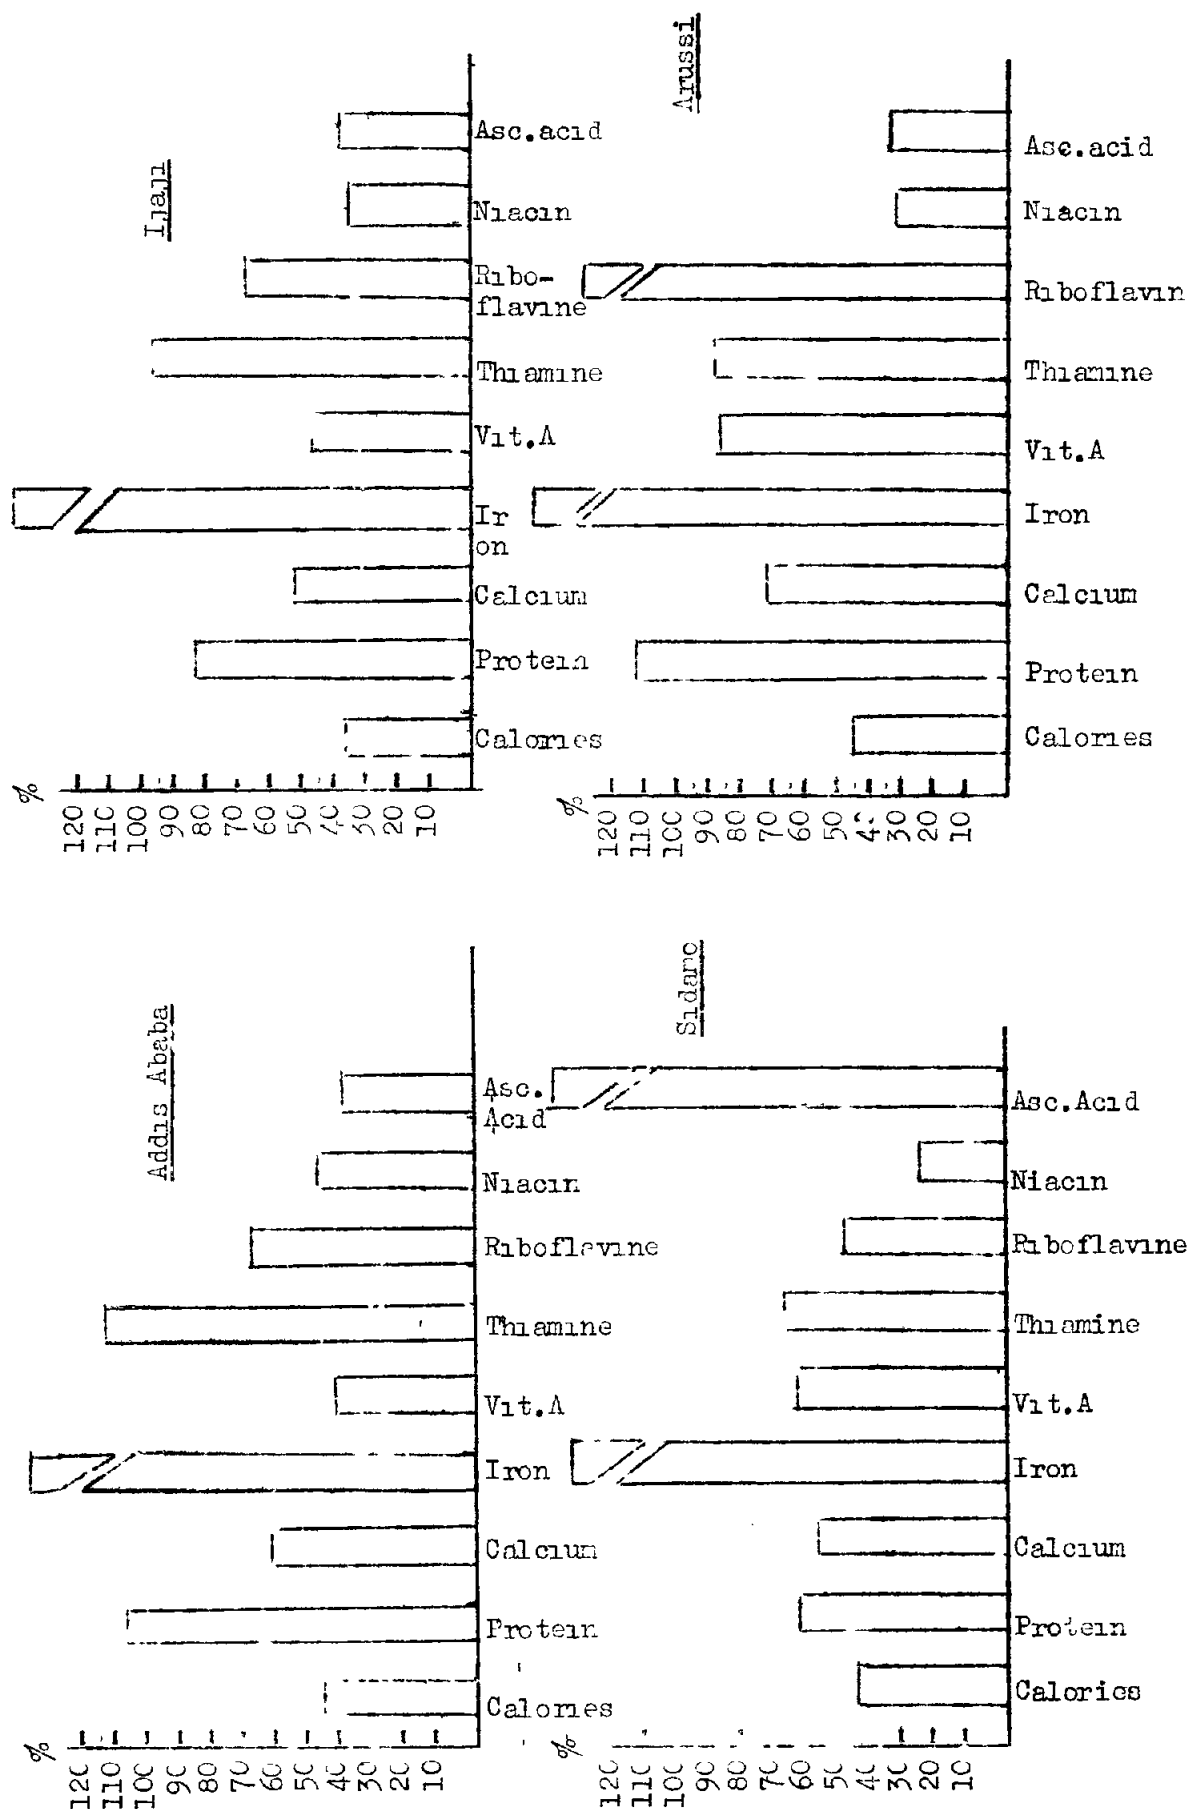 Ijaji
Asc.acid
Niacin
Ribo-
flavine
Thiamine
Vit.A
Ir
on
Calcium
Protein
Calories
%
120
110
100
90
80
70
60
50
40
30
20
10
Arussi
Asc.acid
Niacin
Riboflavin
Thiamine
Vit.A
Iron
Calcium
Protein
Calories
%
120
110
100
90
80
70
60
50
40
30
20
10
Addis Ababa
Asc.
Acid
Niacin
Riboflavine
Thiamine
Vit.A
Iron
Calcium
Protein
Calories
%
120
110
100
90
80
70
60
50
40
30
20
10
Sidamo
Asc.Acid
Niacin
Riboflavine
Thiamine
Vit.A
Iron
Calcium
Protein
Calories
%
120
110
100
90
80
70
60
50
40
30
20
10